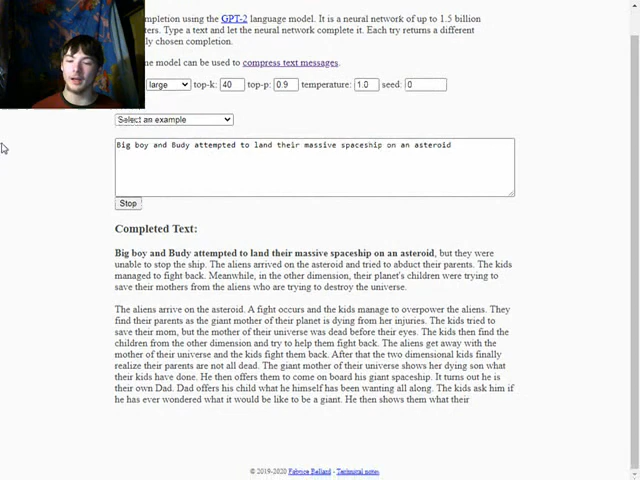 ompletion using the GPT-2 language model. It is a neural network of up to 1.5 billion
ters. Type a text and let the neural network complete it. Each try returns a different
ly chosen completion.
ne model can be used to compress text messages.
large top-k: 40 top-p: 0.9 temperature: 1.0 seed: 0
Select an example
Big boy and Budy attempted to land their massive spaceship on an asteroid
Stop
Completed Text:
Big boy and Budy attempted to land their massive spaceship on an asteroid, but they were
unable to stop the ship. The aliens arrived on the asteroid and tried to abduct their parents. The kids
managed to fight back. Meanwhile, in the other dimension, their planet's children were trying to
save their mothers from the aliens who are trying to destroy the universe.
The aliens arrive on the asteroid. A fight occurs and the kids manage to overpower the aliens. They
find their parents as the giant mother of their planet is dying from her injuries. The kids tried to
save their mom, but the mother of their universe was dead before their eyes. The kids then find the
children from the other dimension and try to help them fight back. The aliens get away with the
mother of their universe and the kids fight them back. After that the two dimensional kids finally
realize their parents are not all dead. The giant mother of their universe shows her dying son what
their kids have done. He then offers them to come on board his giant spaceship. It turns out he is
their own Dad. Dad offers his child what he himself has been wanting all along. The kids ask him if
he has ever wondered what it would be like to be a giant. He then shows them what their
© 2019-2020 Fabrice Bellard - Technical notes